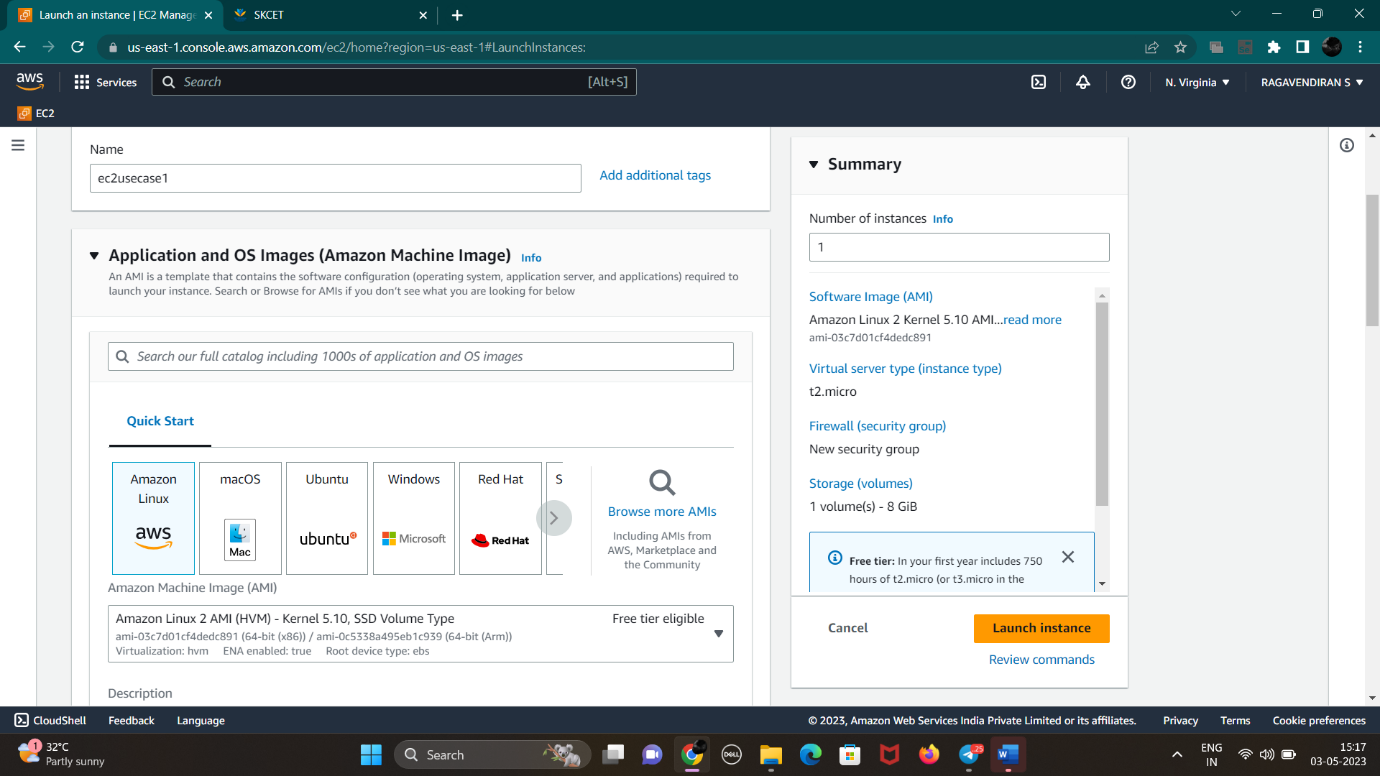 Launch an instance | EC2 Manag
SKCET
us-east-1.console.aws.amazon.com/ec2/home?region=us-east-1#LaunchInstances:
aws
Services
Search
[Alt+S]
N. Virginia
RAGAVENDIRAN S
EC2
Name
ec2usecase1
Add additional tags
Application and OS Images (Amazon Machine Image) Info
An AMI is a template that contains the software configuration (operating system, application server, and applications) required to
launch your instance. Search or Browse for AMIs if you don't see what you are looking for below
Search our full catalog including 1000s of application and OS images
Quick Start
Amazon
Linux
aws
macOS
Mac
Ubuntu
ubuntu
Windows
Microsoft
Red Hat
Red Hat
S
Browse more AMIs
Including AMIs from
AWS, Marketplace and
the Community
Amazon Machine Image (AMI)
Amazon Linux 2 AMI (HVM) - Kernel 5.10, SSD Volume Type
Free tier eligible
ami-03c7d01cf4dedc891 (64-bit (x86)) / ami-0c5338a495eb1c939 (64-bit (Arm))
Virtualization: hvm ENA enabled: true Root device type: ebs
Description
Summary
Number of instances Info
1
Software Image (AMI)
Amazon Linux 2 Kernel 5.10 AMI...read more
ami-03c7d01cf4dedc891
Virtual server type (instance type)
t2.micro
Firewall (security group)
New security group
Storage (volumes)
1 volume(s) - 8 GiB
Free tier: In your first year includes 750
hours of t2.micro (or t3.micro in the
Cancel
Launch instance
Review commands
CloudShell
Feedback
Language
© 2023, Amazon Web Services India Private Limited or its affiliates.
Privacy
Terms
Cookie preferences
1
32°C
Partly sunny
Search
DELL
25
W
ENG
IN
15:17
03-05-2023